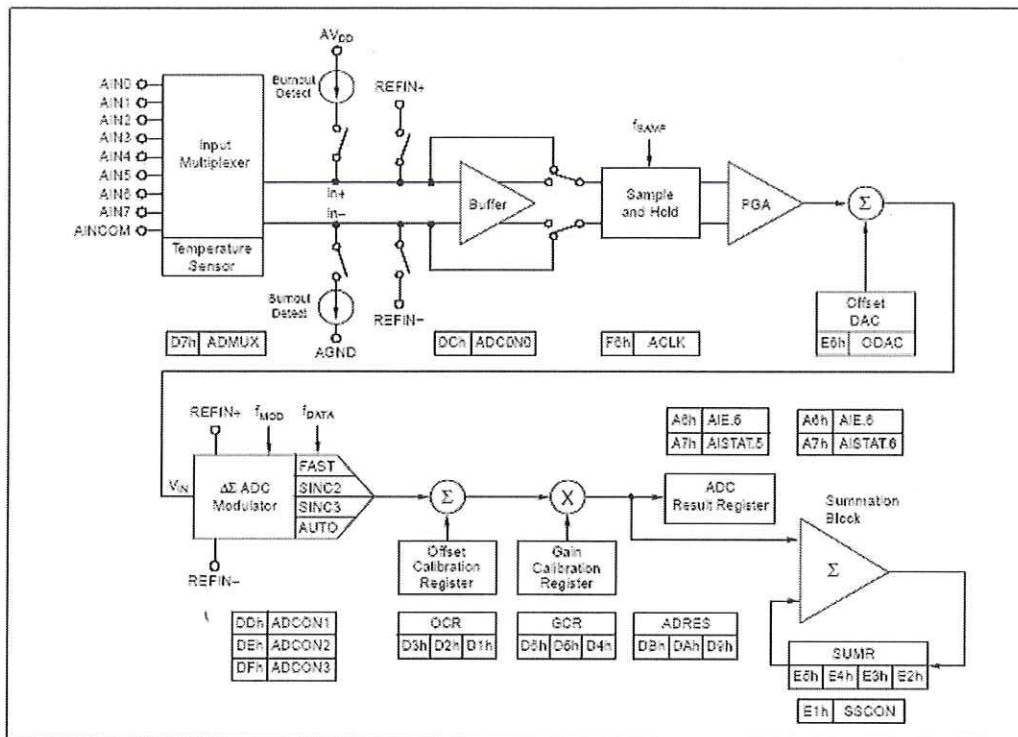 AVDD
Burnout
Detect
REFIN+
AIN0
AIN1
AIN2
AIN3
AIN4
AIN5
AIN6
AIN7
AINCOM
Input
Multiplexer
Temperature
Sensor
In+
In−
Buffer
fSAMP
Sample
and Hold
PGA
Σ
Burnout
Detect
AGND
REFIN−
Offset
DAC
E6h ODAC
D7h ADMUX
DCh ADCON0
F6h ACLK
REFIN+
fMOD
fDATA
VIN
ΔΣ ADC
Modulator
FAST
SINC2
SINC3
AUTO
REFIN−
Σ
Offset
Calibration
Register
X
Gain
Calibration
Register
A6h AIE.5
A7h AISTAT.5
A6h AIE.6
A7h AISTAT.6
ADC
Result Register
Summation
Block
Σ
DDh ADCON1
DEh ADCON2
DFh ADCON3
OCR
D3h D2h D1h
GCR
D6h D5h D4h
ADRES
DBh DAh D9h
SUMR
E5h E4h E3h E2h
E1h SSCON